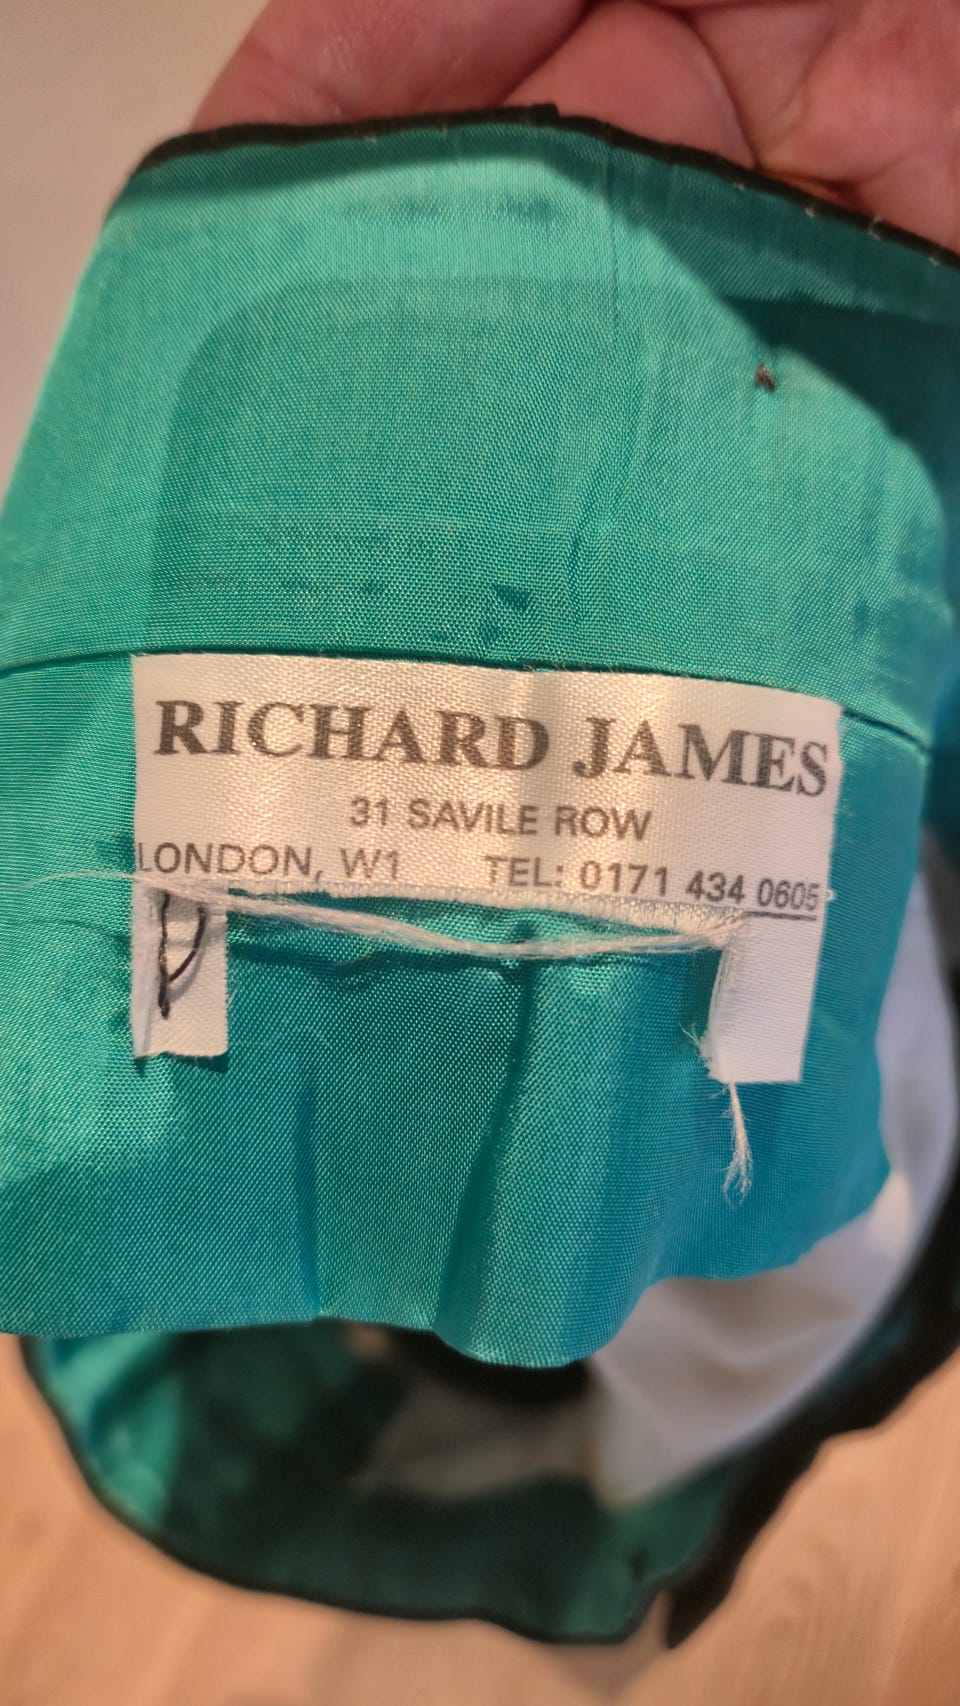 RICHARD JAMES
31 SAVILE ROW
LONDON, W1 TEL: 0171 434 0605